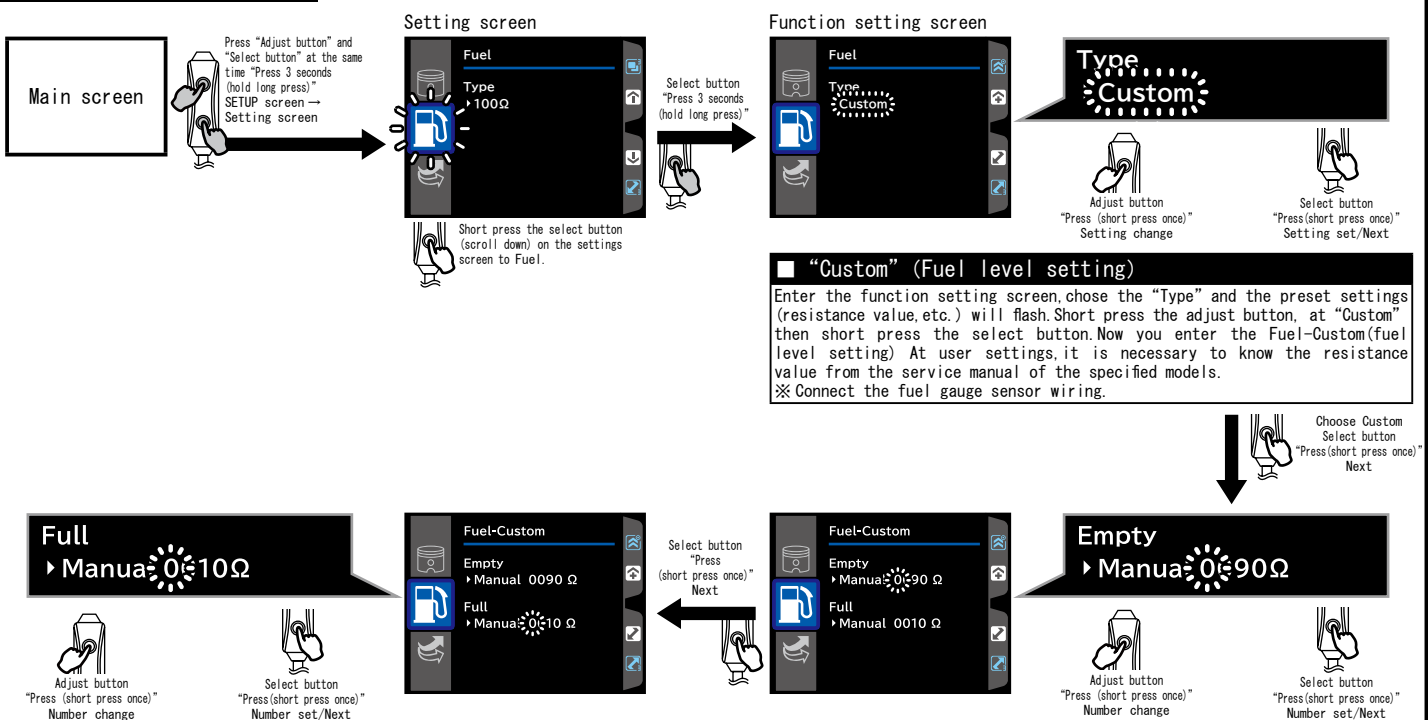 Setting screen
Function setting screen
Main screen
Press “Adjust button” and
“Select button” at the same
time “Press 3 seconds
(hold long press)”
SETUP screen →
Setting screen
Fuel
Type
▸100Ω
Short press the select button
(scroll down) on the settings
screen to Fuel.
Select button
“Press 3 seconds
(hold long press)”
Fuel
Type
Custom
Type
Custom
Adjust button
“Press (short press once)”
Setting change
Select button
“Press(short press once)”
Setting set/Next
■ “Custom”(Fuel level setting)
Enter the function setting screen,chose the “Type” and the preset settings
(resistance value,etc.) will flash.Short press the adjust button, at “Custom”
then short press the select button.Now you enter the Fuel-Custom(fuel
level setting) At user settings,it is necessary to know the resistance
value from the service manual of the specified models.
※Connect the fuel gauge sensor wiring.
Choose Custom
Select button
“Press(short press once)”
Next
Full
▸Manua 0 10Ω
Adjust button
“Press (short press once)”
Number change
Select button
“Press(short press once)”
Number set/Next
Fuel-Custom
Empty
▸Manual 0090 Ω
Full
▸Manua 0 10 Ω
Select button
“Press
(short press once)”
Next
Fuel-Custom
Empty
▸Manua 0 90 Ω
Full
▸Manual 0010 Ω
Empty
▸Manua 0 90Ω
Adjust button
“Press (short press once)”
Number change
Select button
“Press(short press once)”
Number set/Next